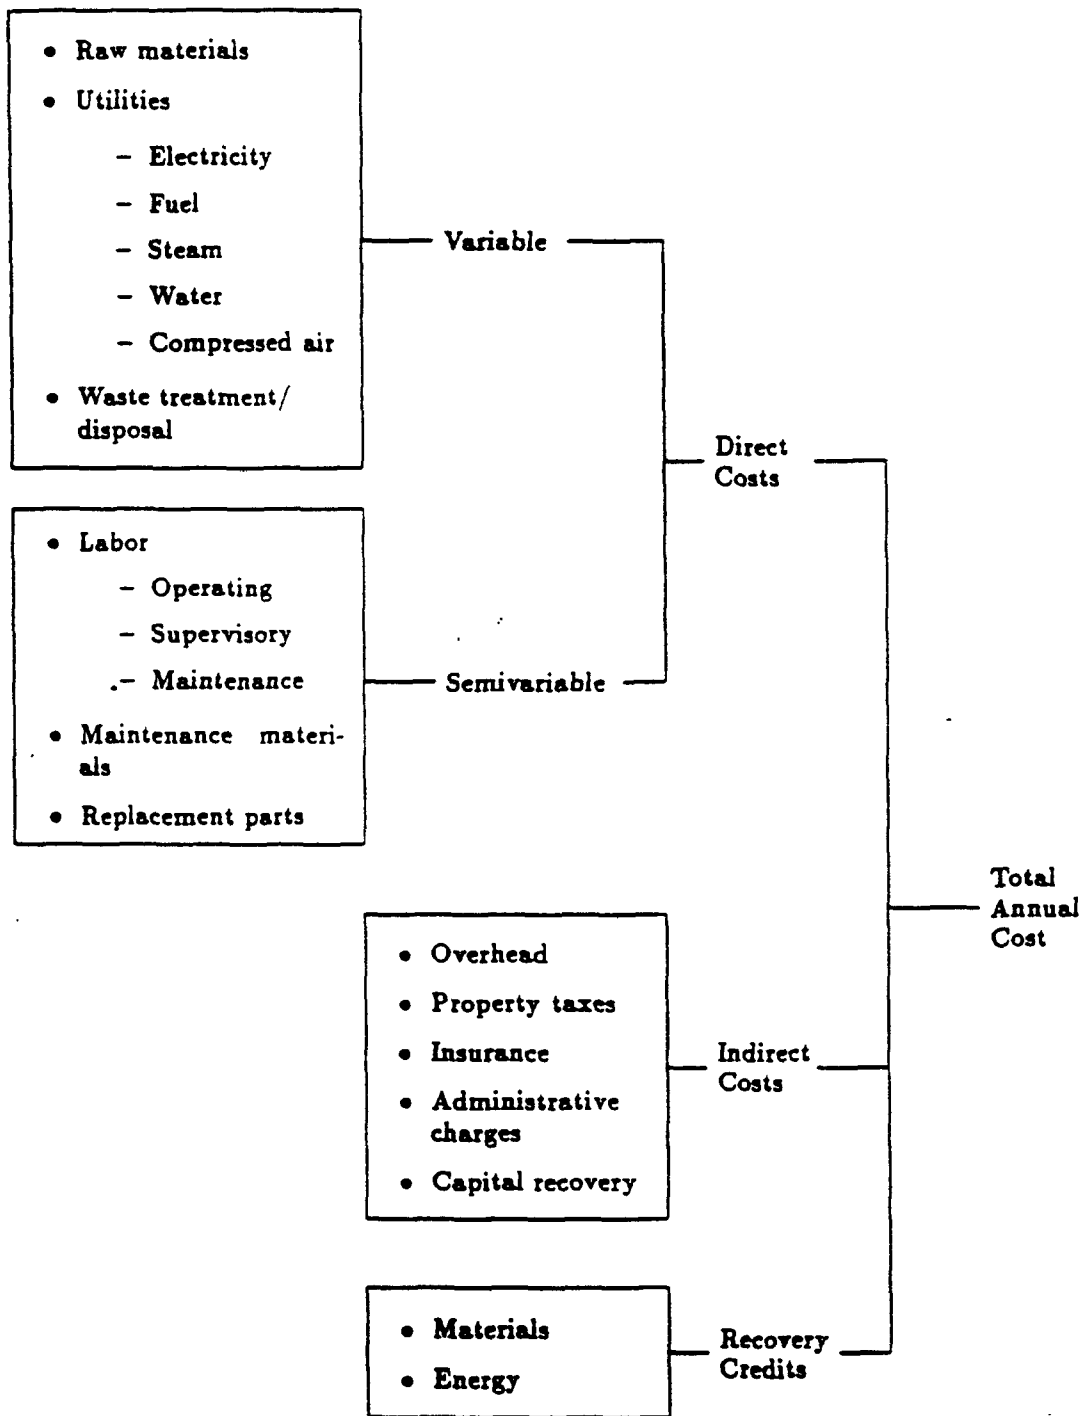 • Raw materials
• Utilities
– Electricity
– Fuel
– Steam
– Water
– Compressed air
• Waste treatment/
disposal
Variable
• Labor
– Operating
– Supervisory
– Maintenance
• Maintenance materi-
als
• Replacement parts
Semivariable
Direct
Costs
• Overhead
• Property taxes
• Insurance
• Administrative
charges
• Capital recovery
Indirect
Costs
• Materials
• Energy
Recovery
Credits
Total
Annual
Cost